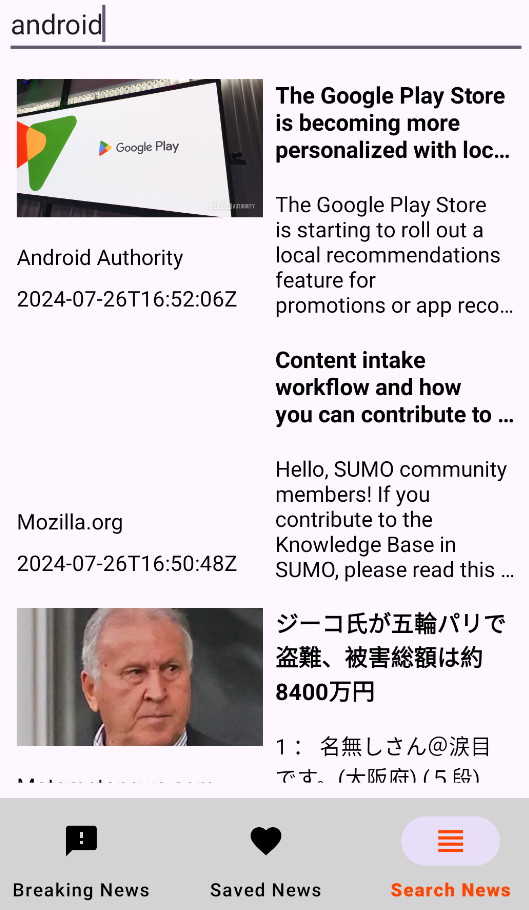 android
Google Play
The Google Play Store
is becoming more
personalized with loc…
The Google Play Store
is starting to roll out a
local recommendations
feature for
promotions or app reco…
Android Authority
2024-07-26T16:52:06Z
Content intake
workflow and how
you can contribute to …
Hello, SUMO community
members! If you
contribute to the
Knowledge Base in
SUMO, please read this …
Mozilla.org
2024-07-26T16:50:48Z
ジーコ氏が五輪パリで
盗難、被害総額は約
8400万円
1： 名無しさん＠涙目
です。(大阪府) (５段)
Breaking News
Saved News
Search News